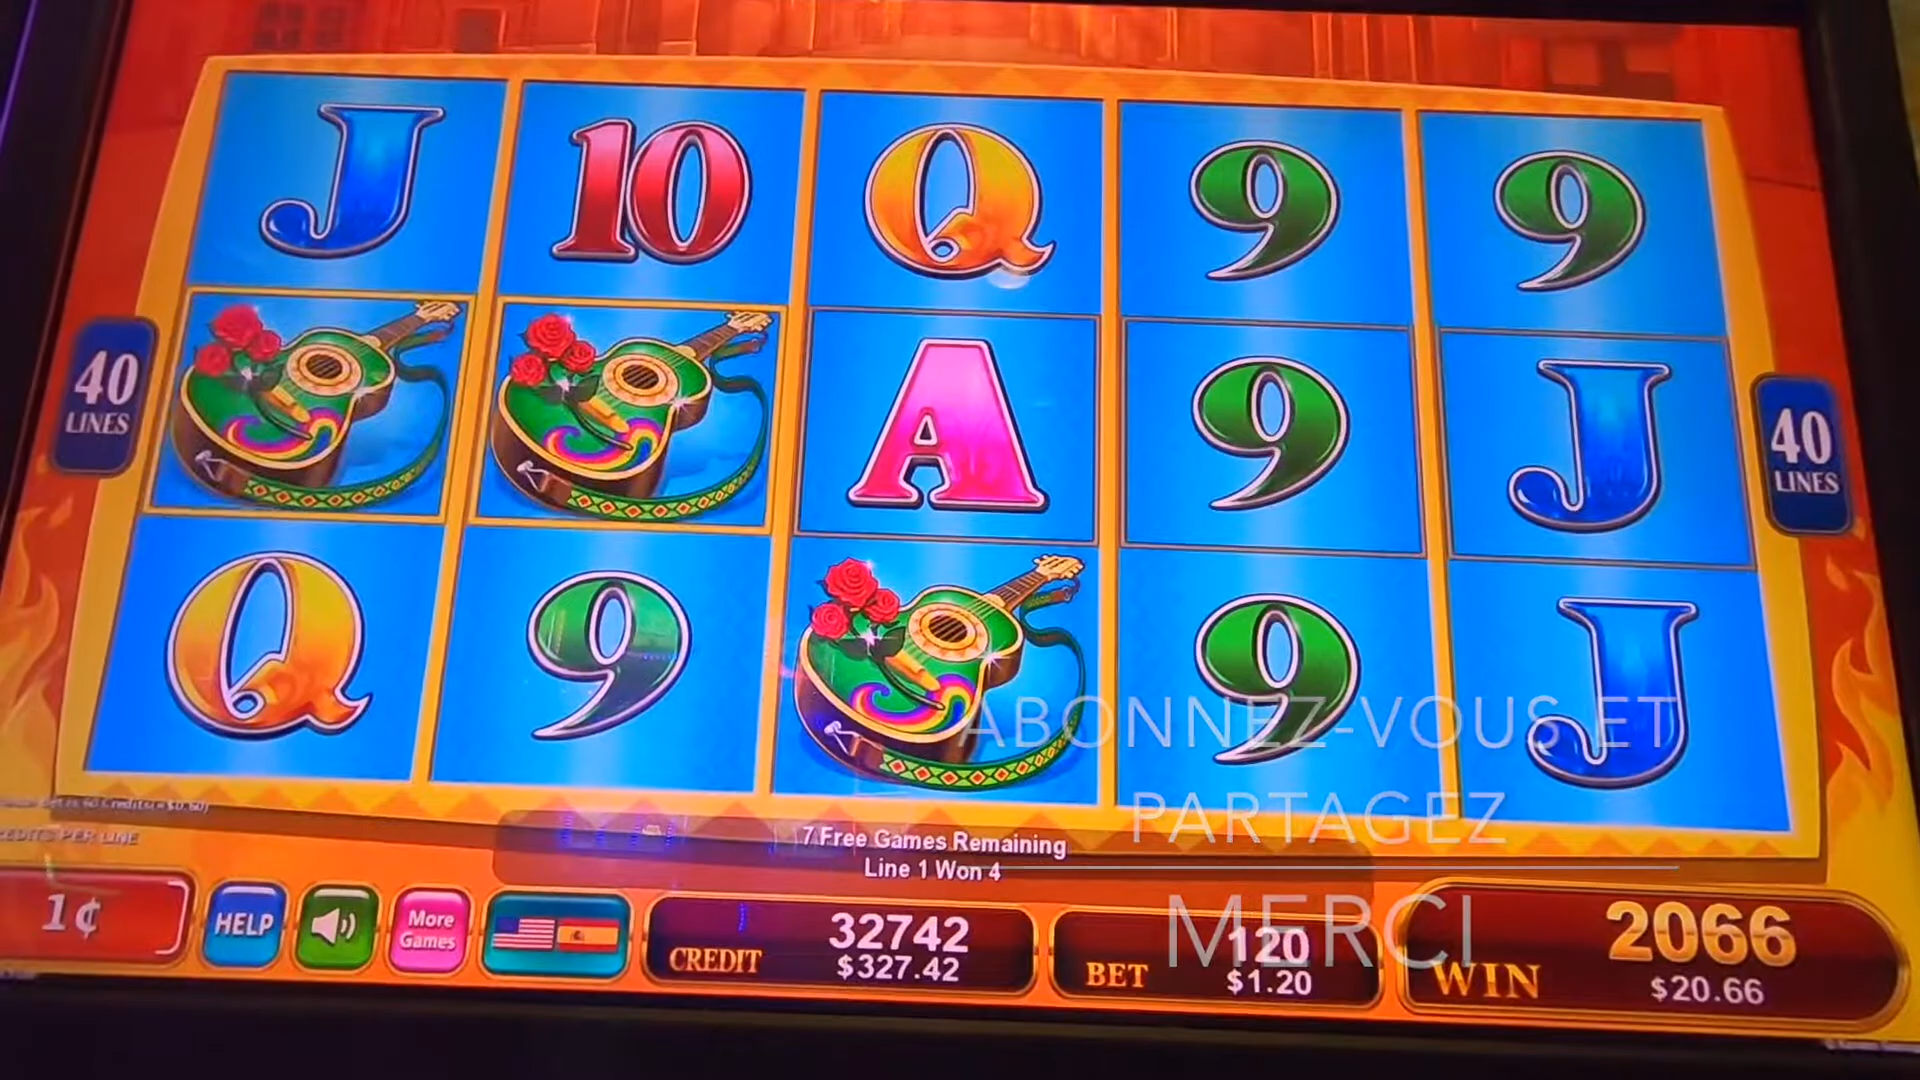 J 10 Q 9 9
A 9 J
Q 9 9 J
40
LINES
40
LINES
ABONNEZ-VOUS ET
PARTAGEZ
MERCI
7 Free Games Remaining
Line 1 Won 4
1¢
HELP
More
Games
CREDIT
32742
$327.42
BET
120
$1.20
WIN
2066
$20.66